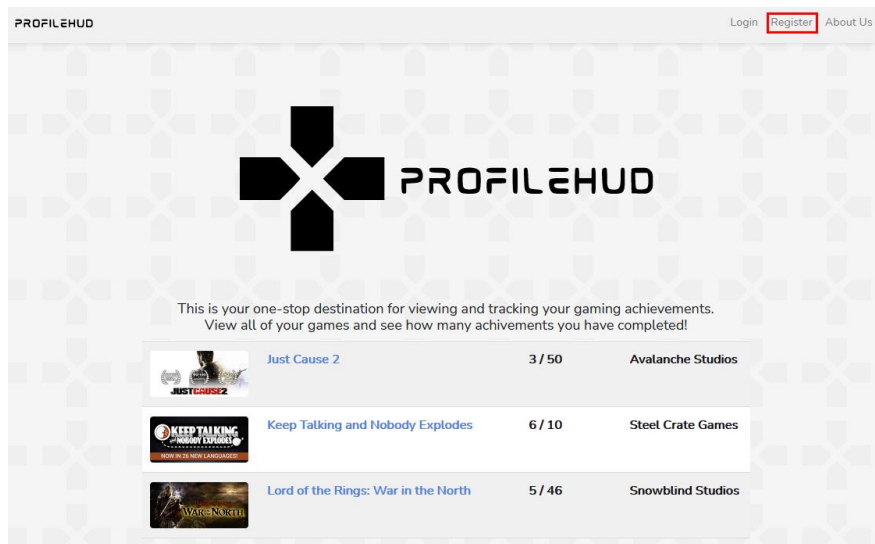 PROFILEHUD
Login Register About Us
PROFILEHUD
This is your one-stop destination for viewing and tracking your gaming achievements.
View all of your games and see how many achivements you have completed!
JUST CAUSE 2
Just Cause 2 3 / 50 Avalanche Studios
KEEP TALKING
AND NOBODY EXPLODES
NOW IN 26 NEW LANGUAGES!
Keep Talking and Nobody Explodes 6 / 10 Steel Crate Games
WAR IN THE NORTH
Lord of the Rings: War in the North 5 / 46 Snowblind Studios